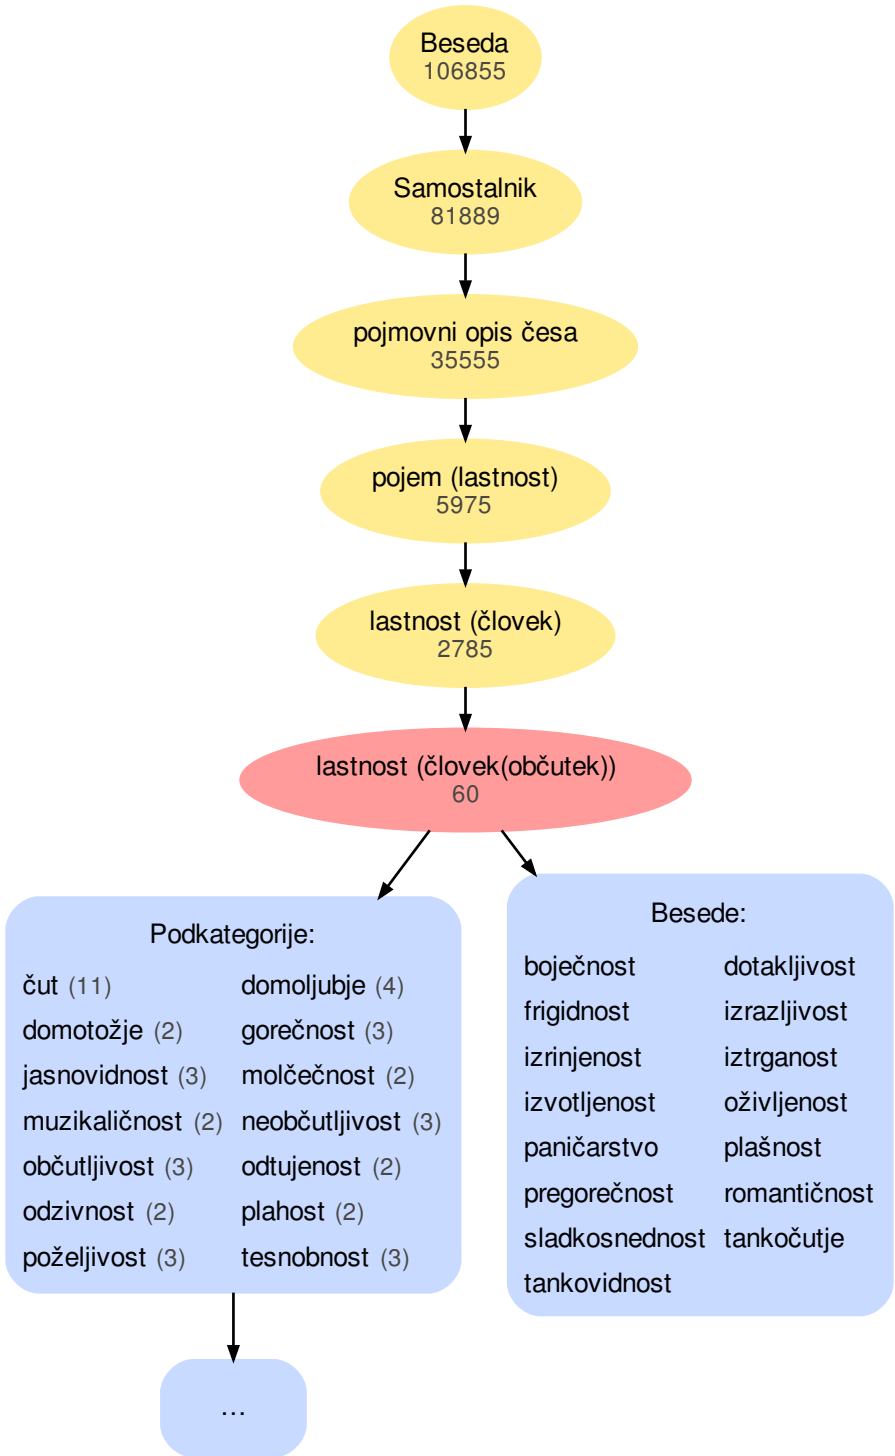 Beseda
106855
Samostalnik
81889
pojmovni opis česa
35555
pojem (lastnost)
5975
lastnost (človek)
2785
lastnost (človek(občutek))
60
Podkategorije:
čut (11) domoljubje (4)
domotožje (2) gorečnost (3)
jasnovidnost (3) molčečnost (2)
muzikaličnost (2) neobčutljivost (3)
občutljivost (3) odtujenost (2)
odzivnost (2) plahost (2)
poželjivost (3) tesnobnost (3)
...
Besede:
boječnost dotakljivost
frigidnost izrazljivost
izrinjenost iztrganost
izvotljenost oživljenost
paničarstvo plašnost
pregorečnost romantičnost
sladkosnednost tankočutje
tankovidnost